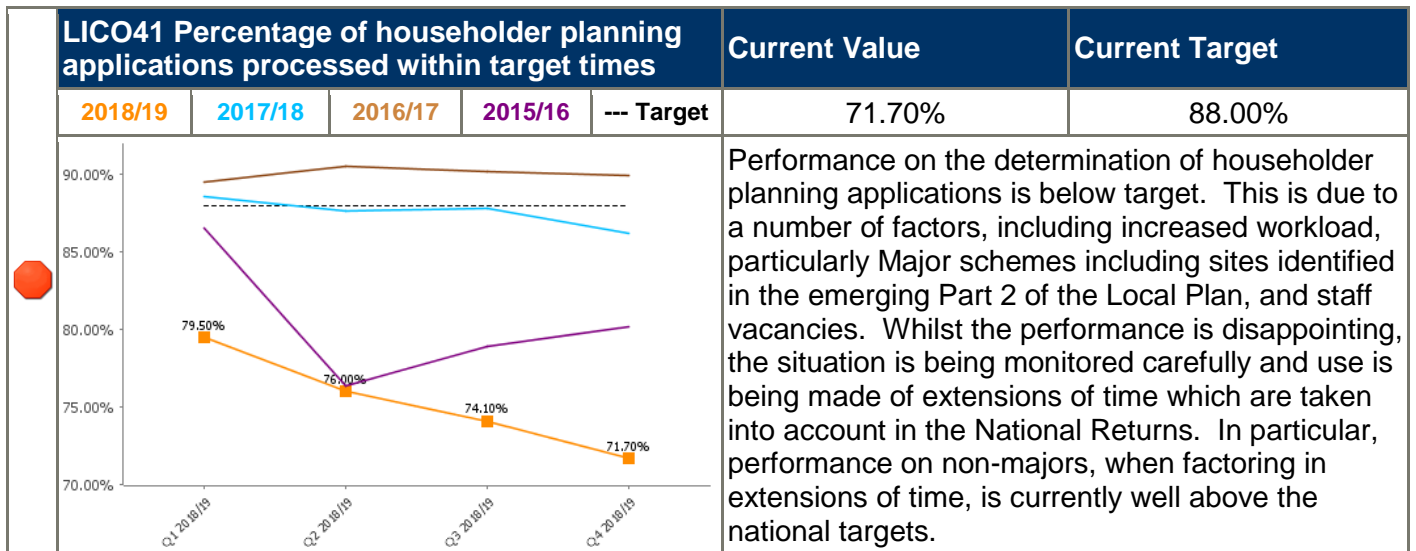 LICO41 Percentage of householder planning
applications processed within target times
Current Value
Current Target
2018/19
2017/18
2016/17
2015/16
--- Target
71.70%
88.00%
90.00%
85.00%
80.00%
75.00%
70.00%
79.50%
76.00%
74.10%
71.70%
Q1 2018/19
Q2 2018/19
Q3 2018/19
Q4 2018/19
Performance on the determination of householder
planning applications is below target. This is due to
a number of factors, including increased workload,
particularly Major schemes including sites identified
in the emerging Part 2 of the Local Plan, and staff
vacancies. Whilst the performance is disappointing,
the situation is being monitored carefully and use is
being made of extensions of time which are taken
into account in the National Returns. In particular,
performance on non-majors, when factoring in
extensions of time, is currently well above the
national targets.